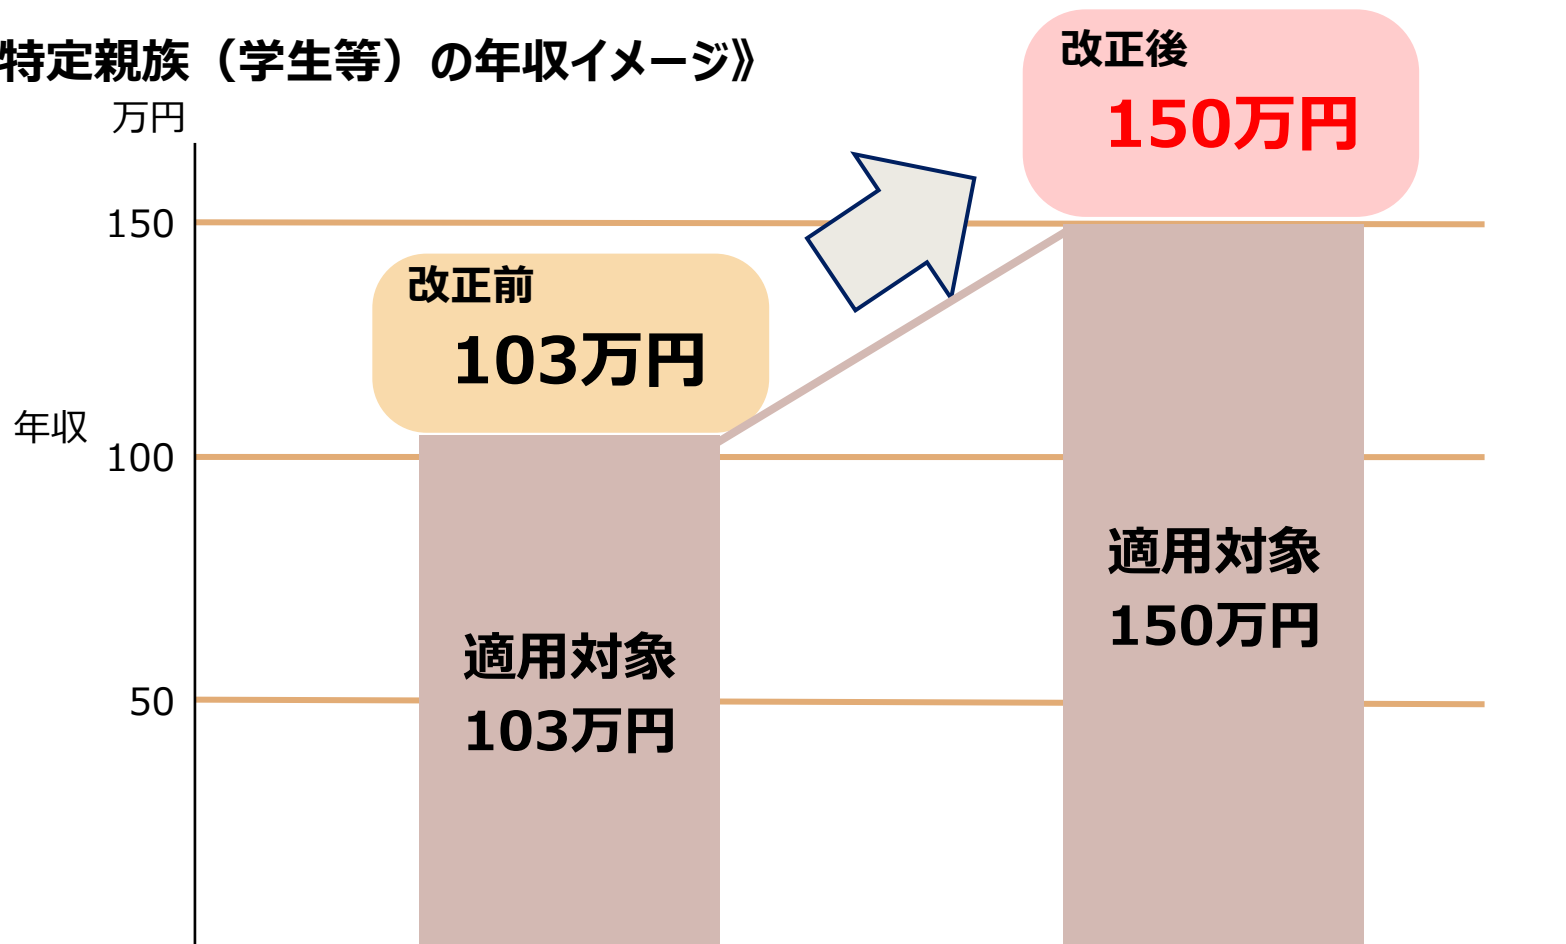 特定親族（学生等）の年収イメージ》
万円
150
100
50
年収
改正前
103万円
改正後
150万円
適用対象
103万円
適用対象
150万円